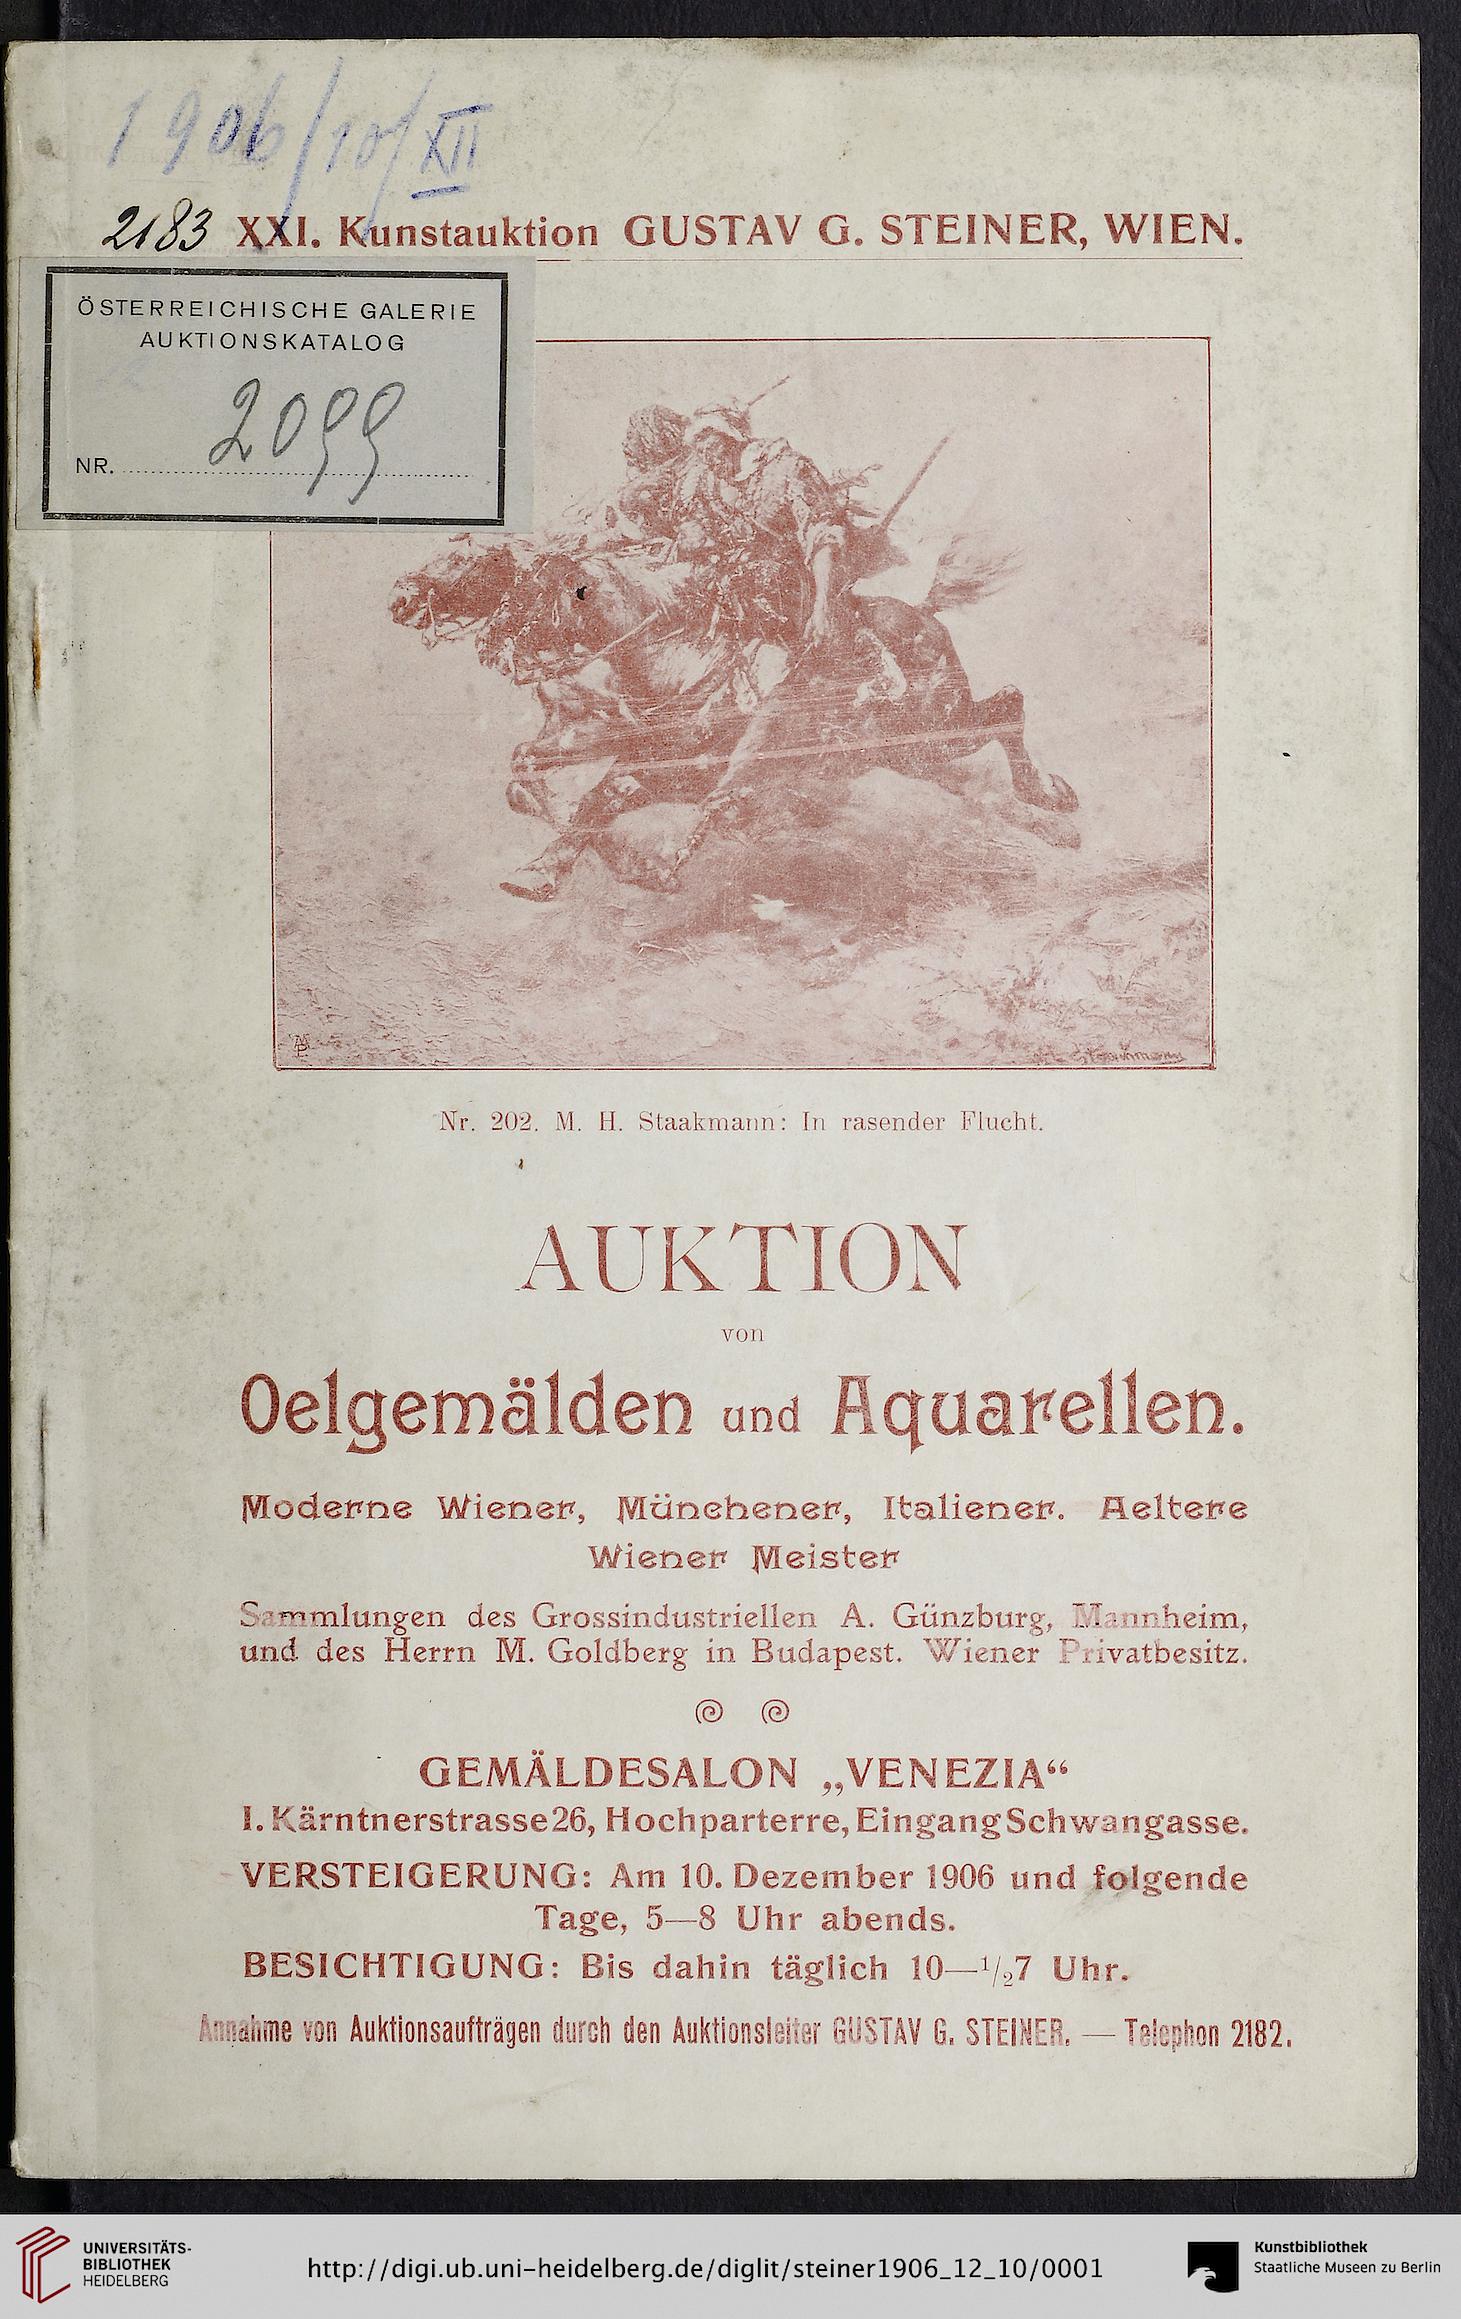 1906/10/XII
2183 XXI. Kunstauktion GUSTAV G. STEINER, WIEN.
ÖSTERREICHISCHE GALERIE
AUKTIONSKATALOG
NR. 2099
Nr. 202. M. H. Staakmann: In rasender Flucht.
AUKTION
von
Oelgemälden und Aquarellen.
Moderne Wiener, Münchener, Italiener. Aeltere
Wiener Meister
Sammlungen des Grossindustriellen A. Günzburg, Mannheim,
und des Herrn M. Goldberg in Budapest. Wiener Privatbesitz.
GEMÄLDESALON „VENEZIA“
I. Kärntnerstrasse 26, Hochparterre, Eingang Schwangasse.
VERSTEIGERUNG: Am 10. Dezember 1906 und folgende
Tage, 5—8 Uhr abends.
BESICHTIGUNG: Bis dahin täglich 10—1/27 Uhr.
Annahme von Auktionsaufträgen durch den Auktionsleiter GUSTAV G. STEINER. — Telephon 2182.
UNIVERSITÄTS-
BIBLIOTHEK
HEIDELBERG
http://digi.ub.uni-heidelberg.de/diglit/steiner1906_12_10/0001
Kunstbibliothek
Staatliche Museen zu Berlin